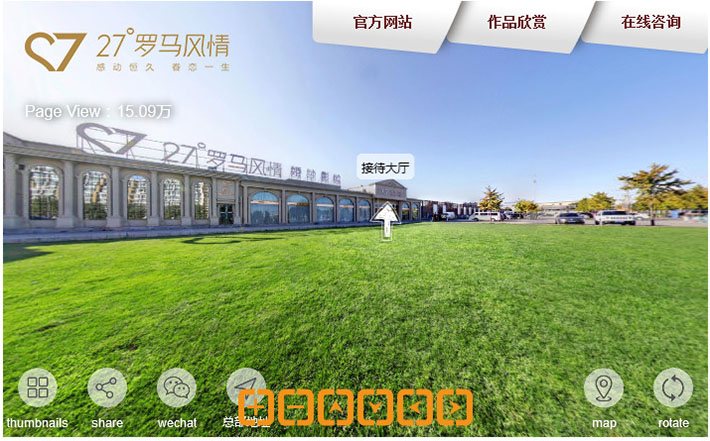 官方网站
作品欣赏
在线咨询
27°罗马风情
感动恒久 眷恋一生
Page View：15.09万
27°罗马风情 婚纱影城
接待大厅
thumbnails
share
wechat
总部地址
map
rotate